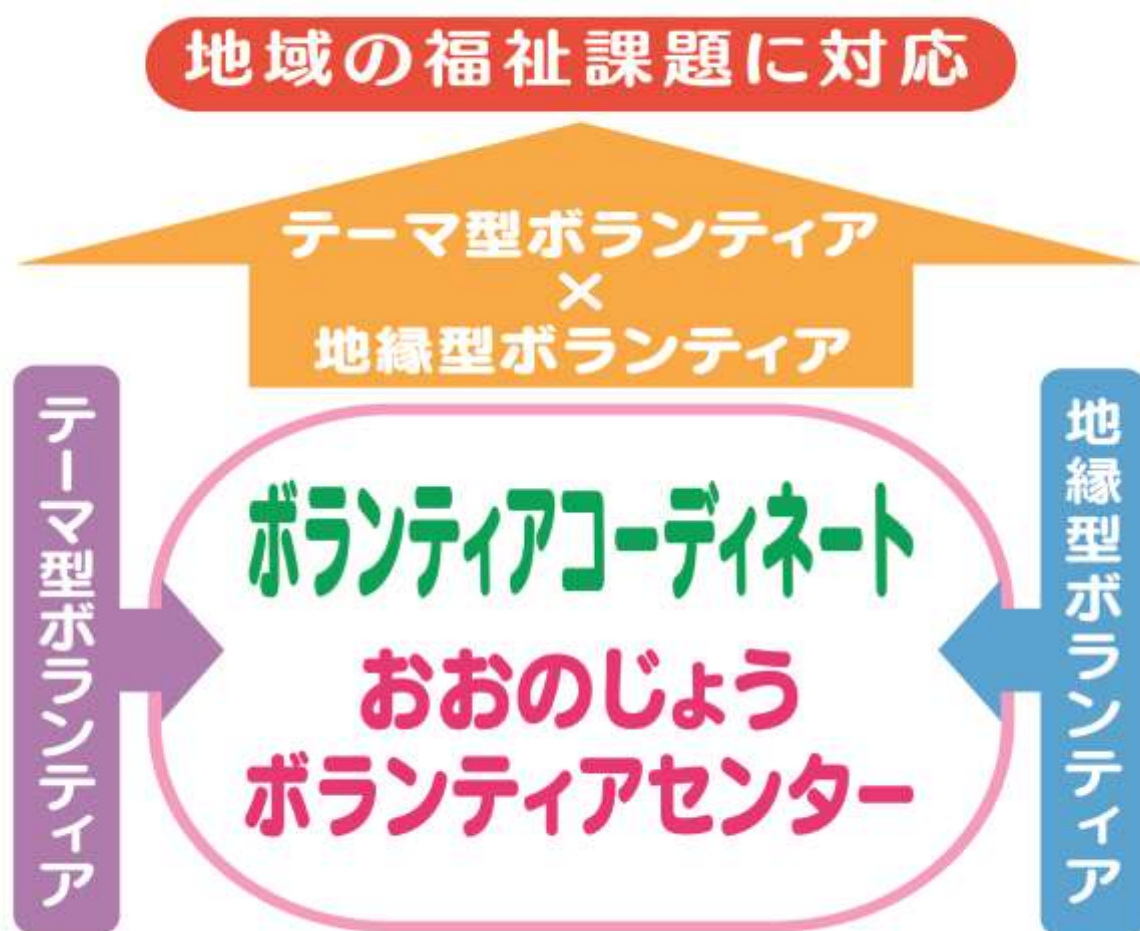 地域の福祉課題に対応
テーマ型ボランティア
×
地縁型ボランティア
テーマ型ボランティア
ボランティアコーディネート
おおのじょう
ボランティアセンター
地縁型ボランティア